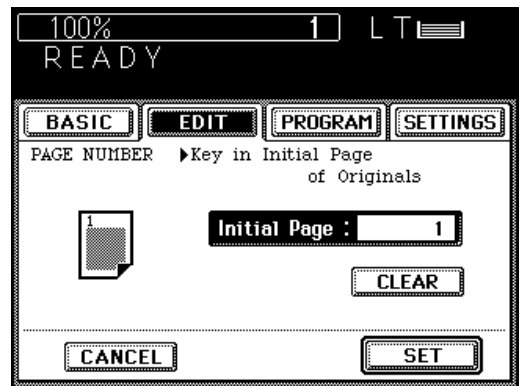 100% 1 LT
READY
BASIC EDIT PROGRAM SETTINGS
PAGE NUMBER ▶Key in Initial Page
of Originals
1
Initial Page : 1
CLEAR
CANCEL SET